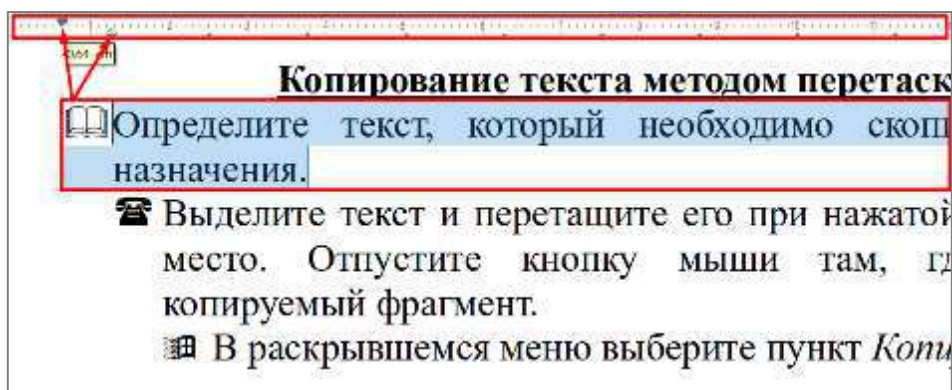 Копирование текста методом перетаск
Определите текст, который необходимо скоп
назначения.
Выделите текст и перетащите его при нажатой
место. Отпустите кнопку мыши там, гд
копируемый фрагмент.
В раскрывшемся меню выберите пункт Копи